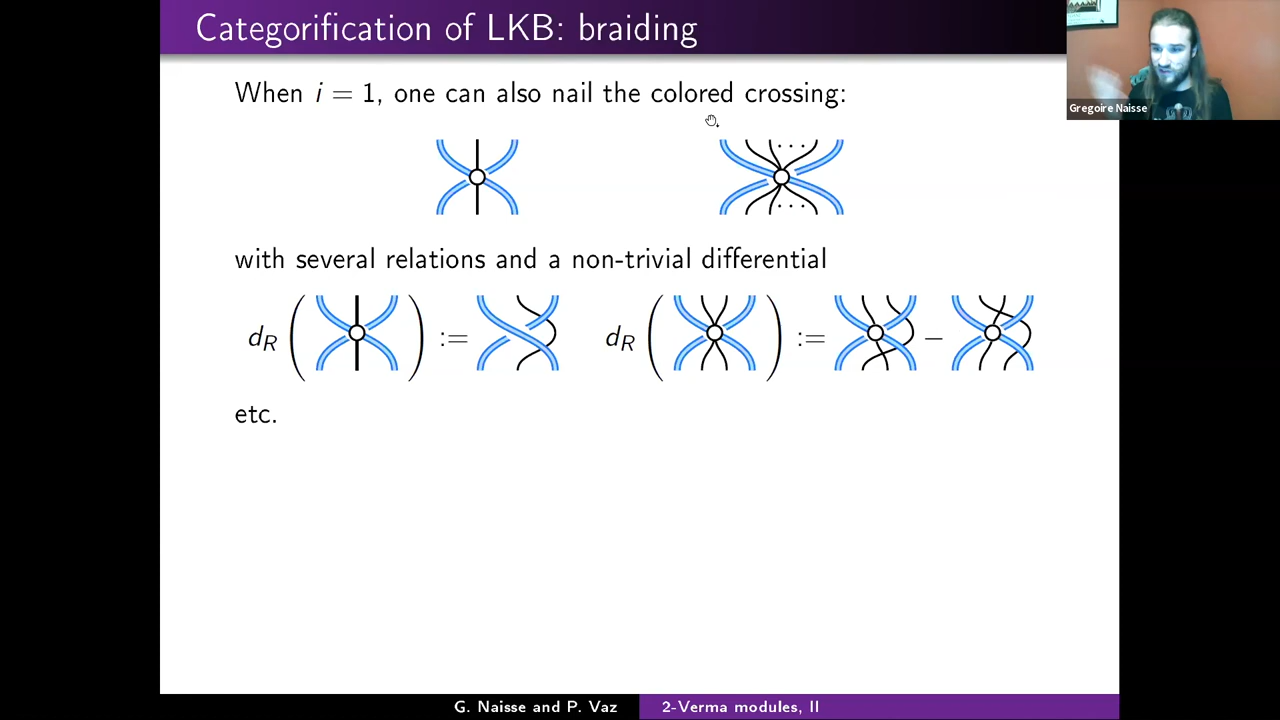 Categorification of LKB: braiding
Gregoire Naisse
When i = 1, one can also nail the colored crossing:
with several relations and a non-trivial differential
d_R ( ) := d_R ( ) := −
etc.
G. Naisse and P. Vaz 2-Verma modules, II